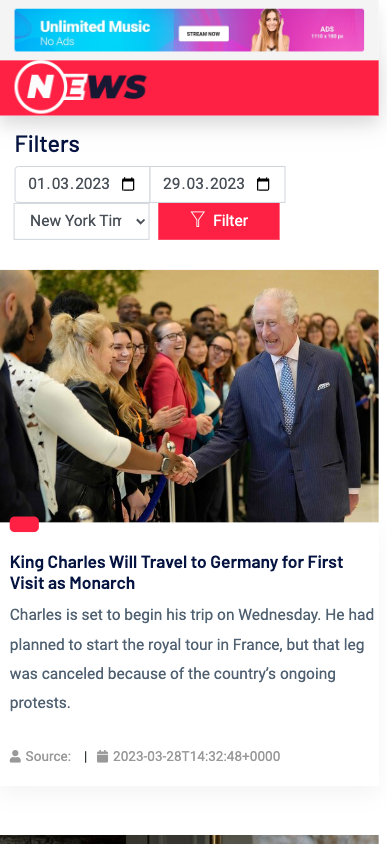 Unlimited Music
No Ads
STREAM NOW
ADS
1110 x 180 px
NEWS
Filters
01.03.2023 29.03.2023
New York Tim Filter
King Charles Will Travel to Germany for First
Visit as Monarch
Charles is set to begin his trip on Wednesday. He had
planned to start the royal tour in France, but that leg
was canceled because of the country’s ongoing
protests.
Source: | 2023-03-28T14:32:48+0000